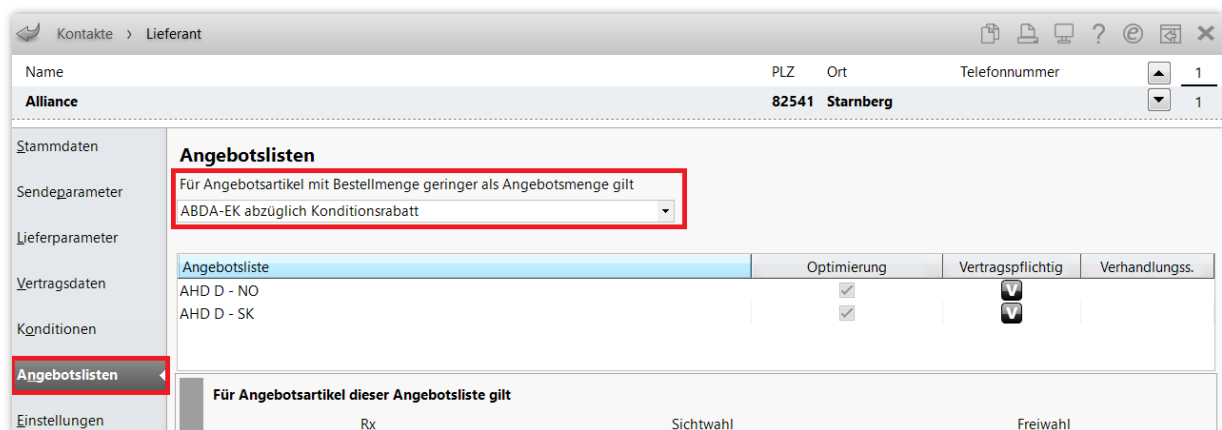 Kontakte > Lieferant
Name PLZ Ort Telefonnummer 1
Alliance 82541 Starnberg 1
Stammdaten
Sendeparameter
Lieferparameter
Vertragsdaten
Konditionen
Angebotslisten
Einstellungen
Angebotslisten
Für Angebotsartikel mit Bestellmenge geringer als Angebotsmenge gilt
ABDA-EK abzüglich Konditionsrabatt
Angebotsliste Optimierung Vertragspflichtig Verhandlungss.
AHD D - NO V
AHD D - SK V
Für Angebotsartikel dieser Angebotsliste gilt
Rx Sichtwahl Freiwahl